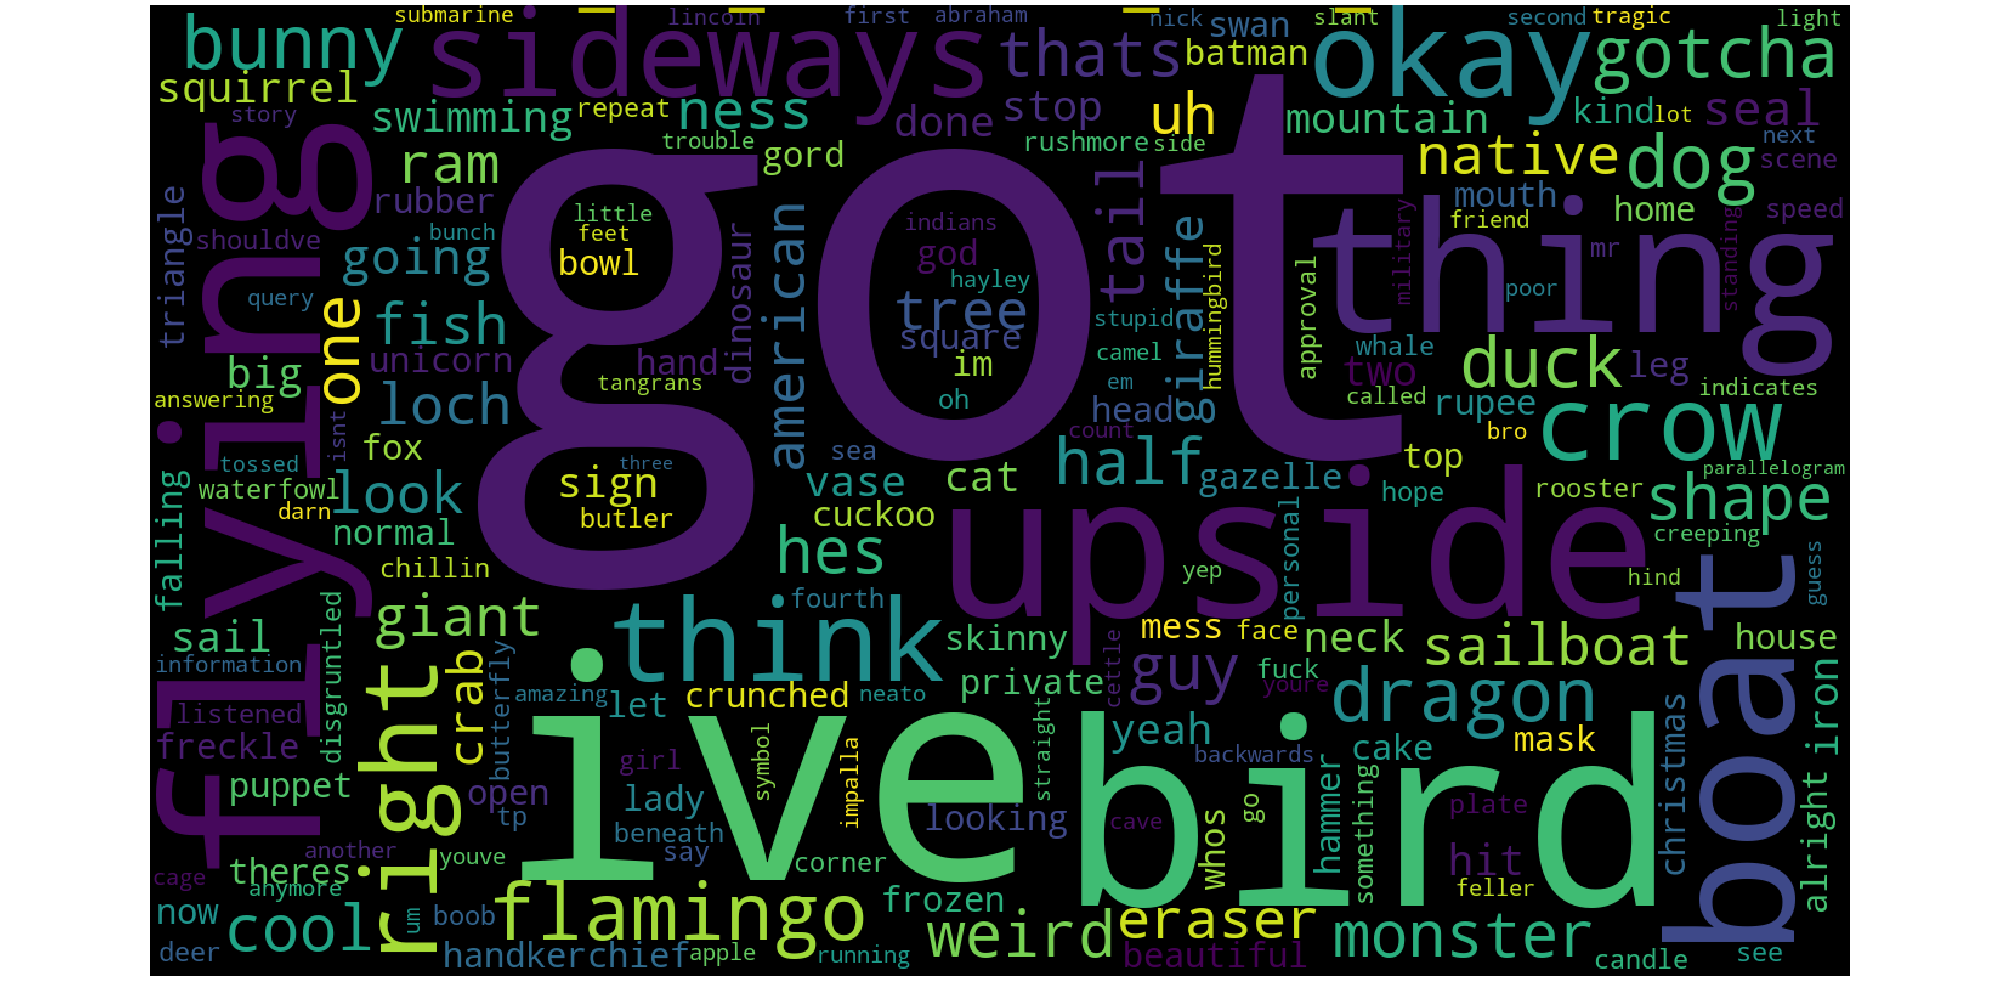 submarine
lincoln
first
abraham
nick
swan
slant
second
tragic
light
bunny
sideways
thats
batman
okay
gotcha
squirrel
story
swimming
repeat
ness
done
stop
uh
mountain
kind
lot
seal
trouble
gord
rushmore
side
native
dog
next
scene
ram
rubber
triangle
shouldve
flying
got
little
feet
bowl
dinosaur
american
indians
god
hayley
tree
square
tail
giraffe
hummingbird
mouth
friend
home
speed
thing
military
mr
standing
going
bunch
query
one
fish
unicorn
hand
tangrans
im
oh
stupid
camel
em
head
count
approval
poor
whale
two
called
duck
leg
indicates
rupee
bro
crow
big
answering
isnt
loch
fox
look
tossed
waterfowl
darn
normal
falling
three
sign
butler
sea
vase
cat
cuckoo
half
gazelle
top
hope
rooster
parallelogram
shape
creeping
hes
upside
personal
yep
hind
guess
chillin
giant
fourth
think
skinny
mess
face
neck
sailboat
house
boat
sail
information
disgruntled
right
crab
butterfly
amazing
let
crunched
neato
private
cettle
guy
fuck
youre
dragon
iron
listened
freckle
puppet
open
tp
girl
lady
beneath
say
symbol
impalla
ive
straight
looking
yeah
backwards
cake
mask
christmas
bird
cave
whos
go
hammer
something
plate
hit
feller
alright
another
theres
youve
cage
anymore
corner
now
cool
um
boob
flamingo
frozen
weird
eraser
monster
deer
handkerchief
apple
running
beautiful
candle
see